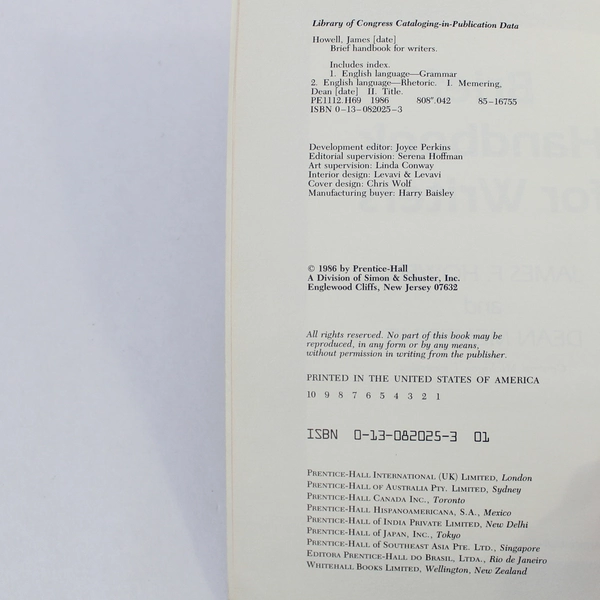 Library of Congress Cataloging-in-Publication Data
Howell, James [date]
Brief handbook for writers.
Includes index.
1. English language—Grammar
2. English language—Rhetoric. I. Memering,
Dean [date] II. Title.
PE1112.H69 1986 808".042 85-16755
ISBN 0-13-082025-3
Development editor: Joyce Perkins
Editorial supervision: Serena Hoffman
Art supervision: Linda Conway
Interior design: Levavi & Levavi
Cover design: Chris Wolf
Manufacturing buyer: Harry Baisley
© 1986 by Prentice-Hall
A Division of Simon & Schuster, Inc.
Englewood Cliffs, New Jersey 07632
All rights reserved. No part of this book may be
reproduced, in any form or by any means,
without permission in writing from the publisher.
PRINTED IN THE UNITED STATES OF AMERICA
10 9 8 7 6 5 4 3 2 1
ISBN 0-13-082025-3 01
PRENTICE-HALL INTERNATIONAL (UK) LIMITED, London
PRENTICE-HALL OF AUSTRALIA PTY. LIMITED, Sydney
PRENTICE-HALL CANADA INC., Toronto
PRENTICE-HALL HISPANOAMERICANA, S.A., Mexico
PRENTICE-HALL of INDIA PRIVATE LIMITED, New Delhi
PRENTICE-HALL of JAPAN, INC., Tokyo
PRENTICE-HALL of SOUTHEAST ASIA PTE. LTD., Singapore
EDITORA PRENTICE-HALL DO BRASIL, LTDA., Rio de Janeiro
WHITEHALL BOOKS LIMITED, Wellington, New Zealand